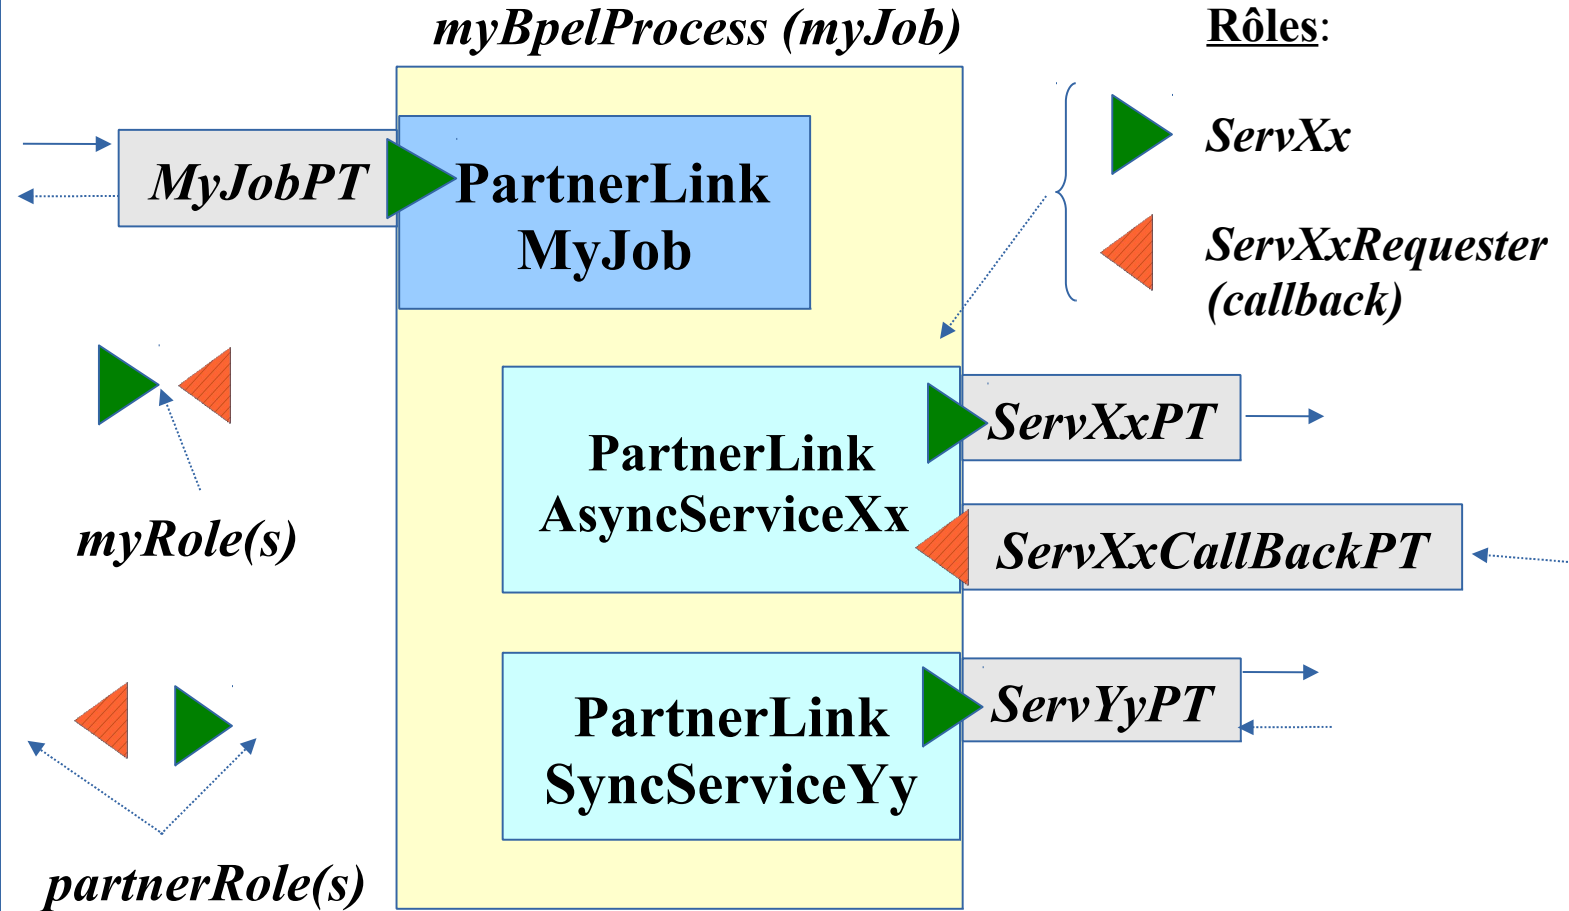 myBpelProcess (myJob)
Rôles:
ServXx
ServXxRequester
(callback)
MyJobPT
PartnerLink
MyJob
myRole(s)
PartnerLink
AsyncServiceXx
ServXxPT
ServXxCallBackPT
PartnerLink
SyncServiceYy
ServYyPT
partnerRole(s)